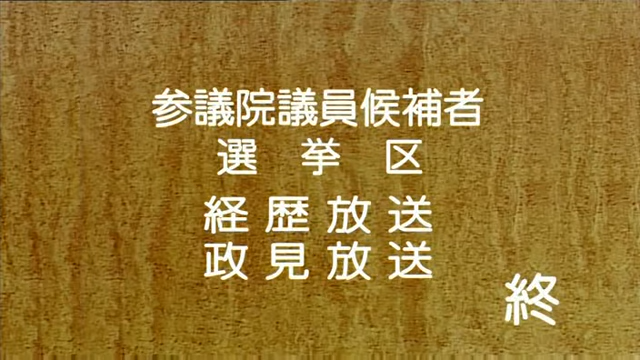 参議院議員候補者
選挙区
経歴放送
政見放送
終